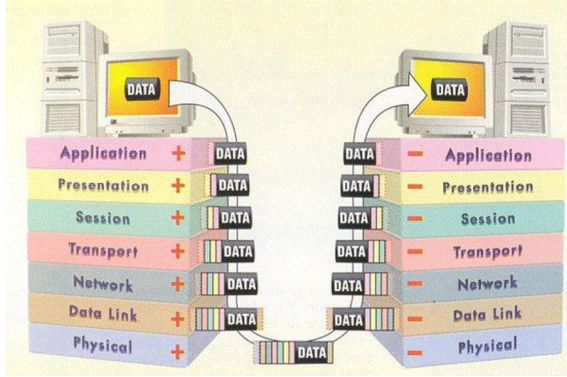 DATA DATA
Application + DATA DATA - Application
Presentation + DATA DATA - Presentation
Session + DATA DATA - Session
Transport + DATA DATA - Transport
Network + DATA DATA - Network
Data Link + DATA DATA - Data Link
Physical + DATA - Physical